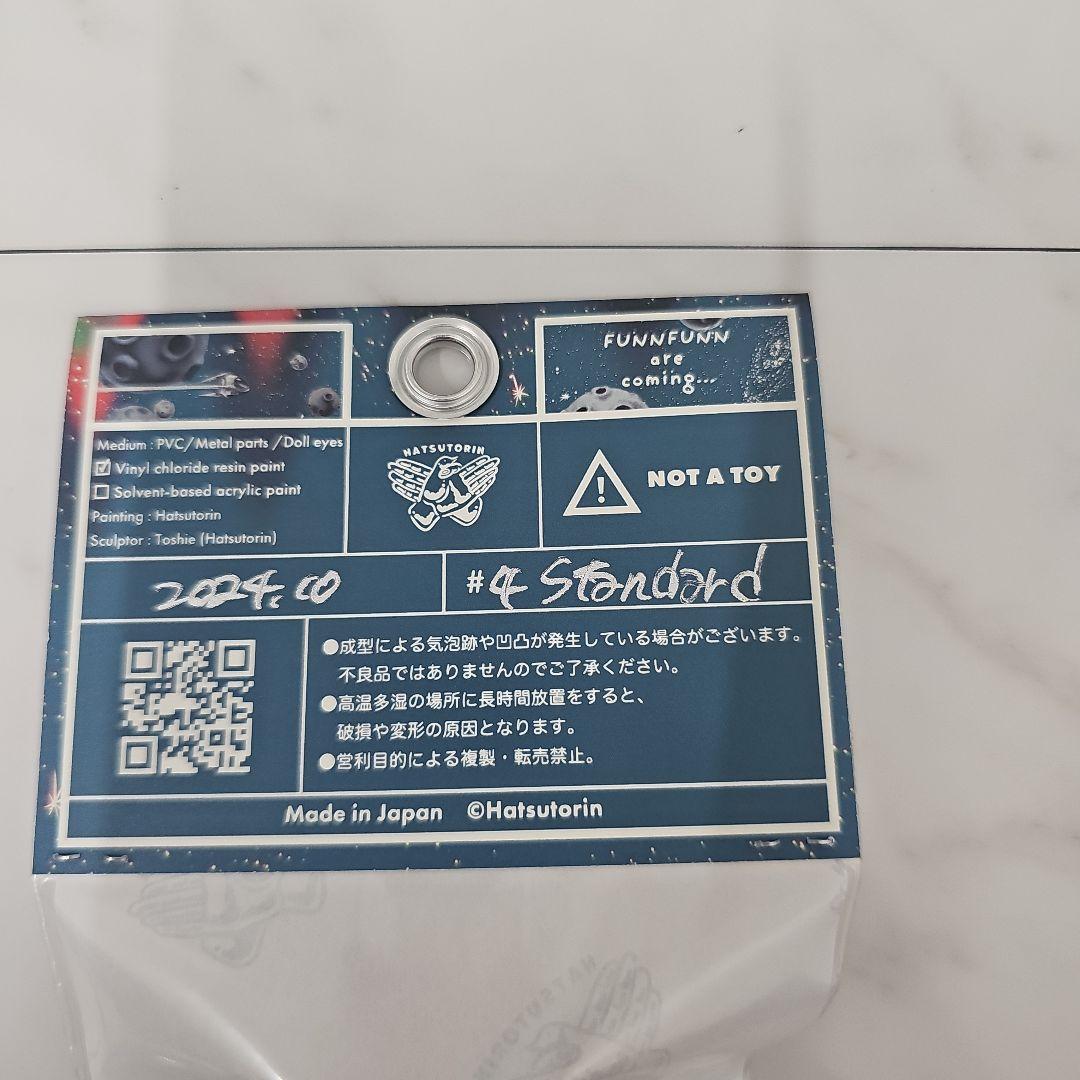 FUNNFUNN
are
coming...
Medium : PVC/Metal parts /Doll eyes
Vinyl chloride resin paint
Solvent-based acrylic paint
Painting : Hatsutorin
Sculptor : Toshie (Hatsutorin)
HATSUTORIN
! NOT A TOY
2024.10
#4 Standard
●成型による気泡跡や凹凸が発生している場合がございます。
不良品ではありませんのでご了承ください。
●高温多湿の場所に長時間放置をすると、
破損や変形の原因となります。
●営利目的による複製・転売禁止。
Made in Japan ©Hatsutorin
HATSUTORIN